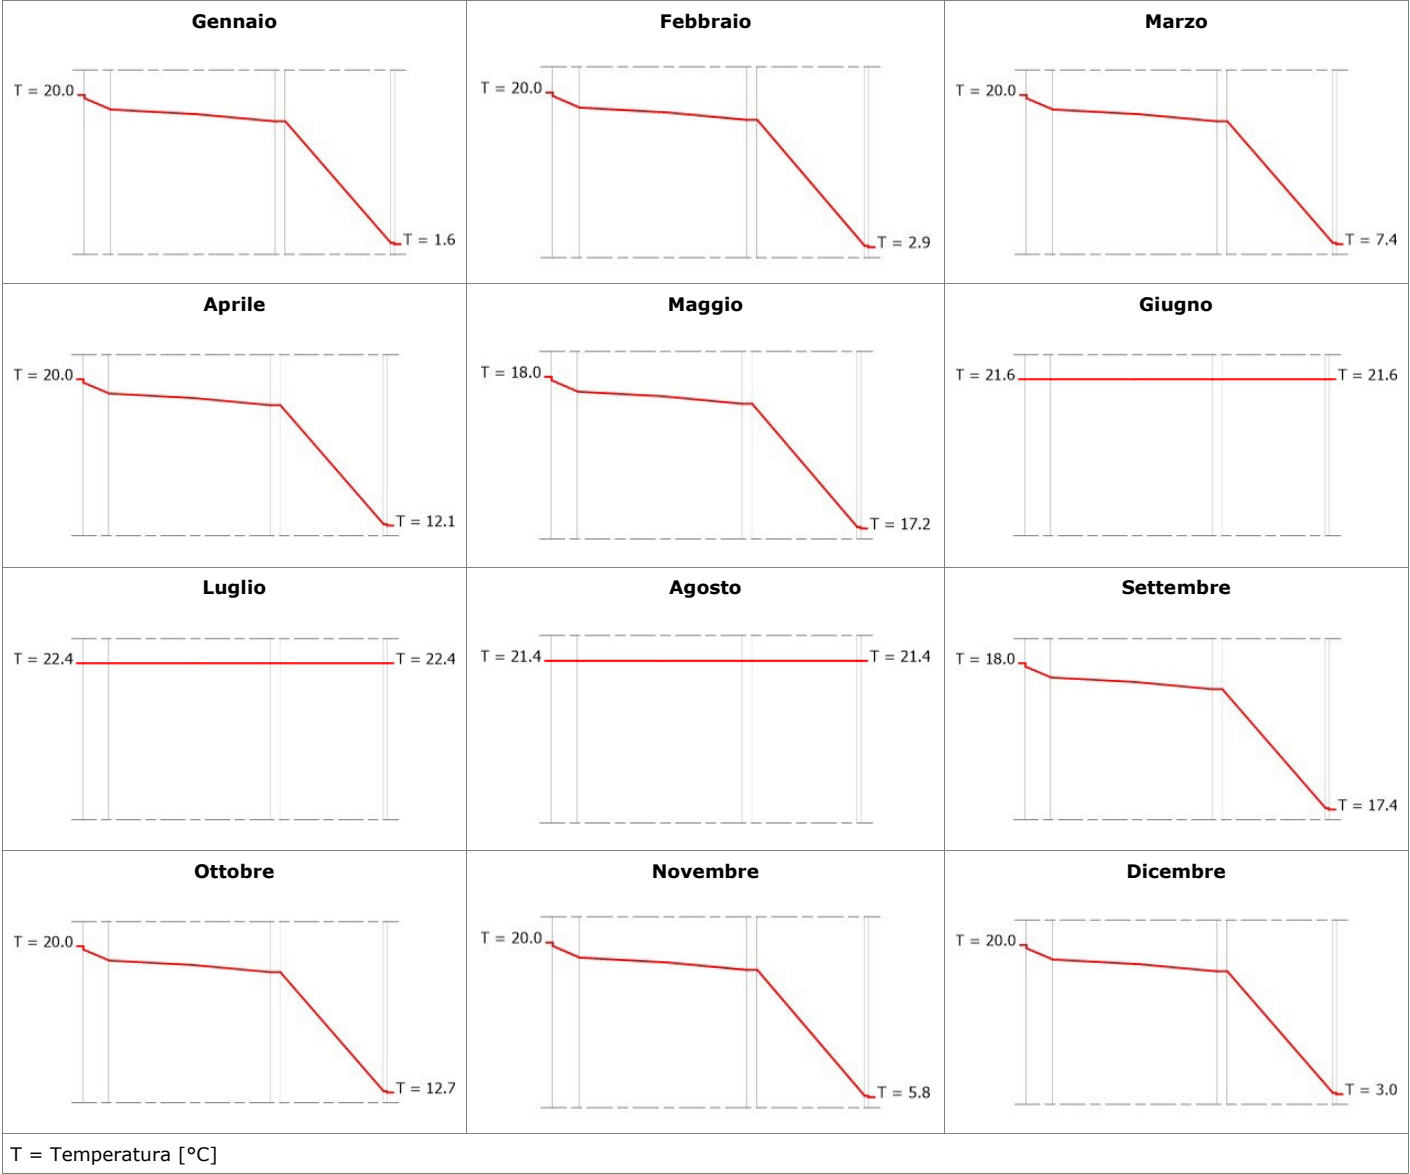 Gennaio
T = 20.0
T = 1.6
Febbraio
T = 20.0
T = 2.9
Marzo
T = 20.0
T = 7.4
Aprile
T = 20.0
T = 12.1
Maggio
T = 18.0
T = 17.2
Giugno
T = 21.6
T = 21.6
Luglio
T = 22.4
T = 22.4
Agosto
T = 21.4
T = 21.4
Settembre
T = 18.0
T = 17.4
Ottobre
T = 20.0
T = 12.7
Novembre
T = 20.0
T = 5.8
Dicembre
T = 20.0
T = 3.0
T = Temperatura [°C]